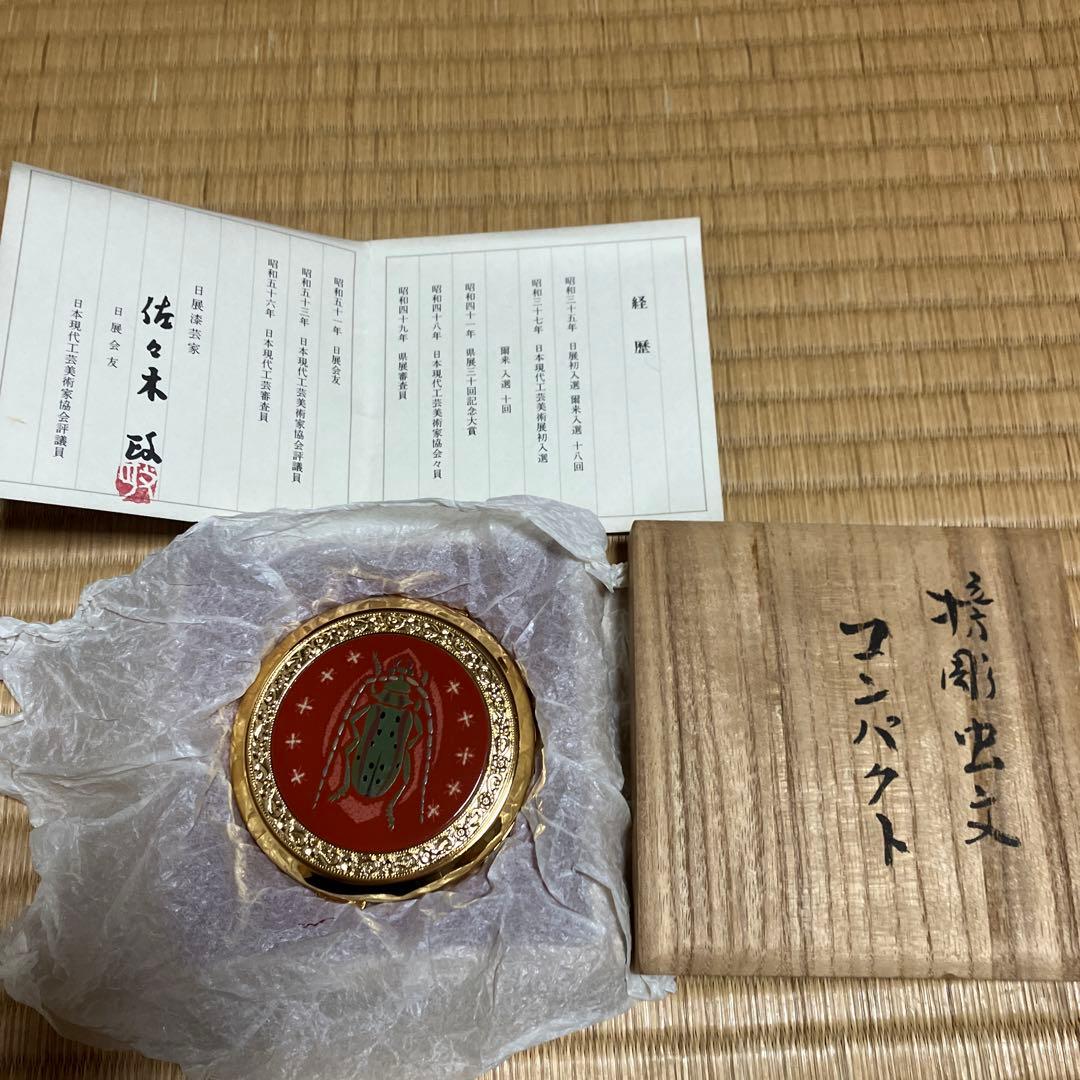 経歴
昭和三十五年 日展初入選 爾来入選 十八回
昭和三十七年 日本現代工芸美術展初入選
爾来 入選 十回
昭和四十一年 県展三十回記念大賞
昭和四十八年 日本現代工芸美術家協会々員
昭和四十九年 県展審査員
昭和五十一年 日展会友
昭和五十三年 日本現代工芸美術家協会評議員
昭和五十六年 日本現代工芸審査員
日展漆芸家
佐々木
日展会友
日本現代工芸美術家協会評議員
彫虫文
コンパクト